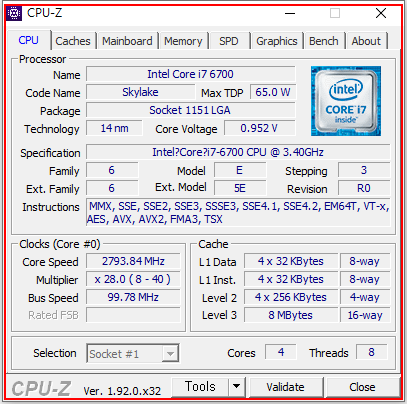 CPU-Z
CPU Caches Mainboard Memory SPD Graphics Bench About
Processor
Name Intel Core i7 6700
Code Name Skylake Max TDP 65.0 W
Package Socket 1151 LGA
Technology 14 nm Core Voltage 0.952 V
intel
CORE i7
inside™
Specification Intel?Core?i7-6700 CPU @ 3.40GHz
Family 6 Model E Stepping 3
Ext. Family 6 Ext. Model 5E Revision R0
Instructions MMX, SSE, SSE2, SSE3, SSSE3, SSE4.1, SSE4.2, EM64T, VT-x,
AES, AVX, AVX2, FMA3, TSX
Clocks (Core #0) Cache
Core Speed 2793.84 MHz L1 Data 4 x 32 KBytes 8-way
Multiplier x 28.0 ( 8 - 40 ) L1 Inst. 4 x 32 KBytes 8-way
Bus Speed 99.78 MHz Level 2 4 x 256 KBytes 4-way
Rated FSB Level 3 8 MBytes 16-way
Selection Socket #1 Cores 4 Threads 8
CPU-Z Ver. 1.92.0.x32 Tools Validate Close